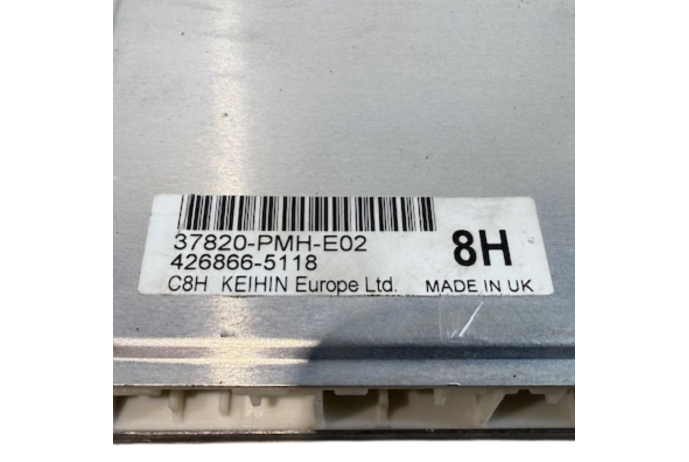 37820-PMH-E02
426866-5118
8H
C8H KEIHIN Europe Ltd. MADE IN UK